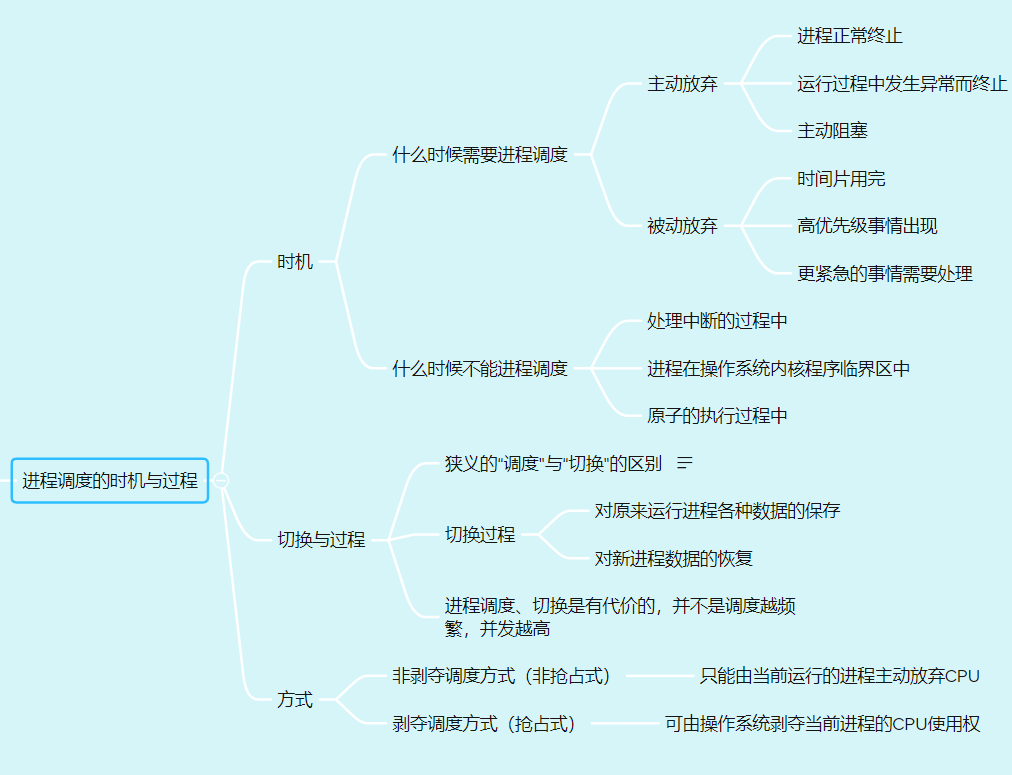 进程调度的时机与过程
时机
什么时候需要进程调度
主动放弃
进程正常终止
运行过程中发生异常而终止
主动阻塞
被动放弃
时间片用完
高优先级事情出现
更紧急的事情需要处理
什么时候不能进程调度
处理中断的过程中
进程在操作系统内核程序临界区中
原子的执行过程中
切换与过程
狭义的"调度"与"切换"的区别
切换过程
对原来运行进程各种数据的保存
对新进程数据的恢复
进程调度、切换是有代价的，并不是调度越频
繁，并发越高
方式
非剥夺调度方式（非抢占式）
只能由当前运行的进程主动放弃CPU
剥夺调度方式（抢占式）
可由操作系统剥夺当前进程的CPU使用权